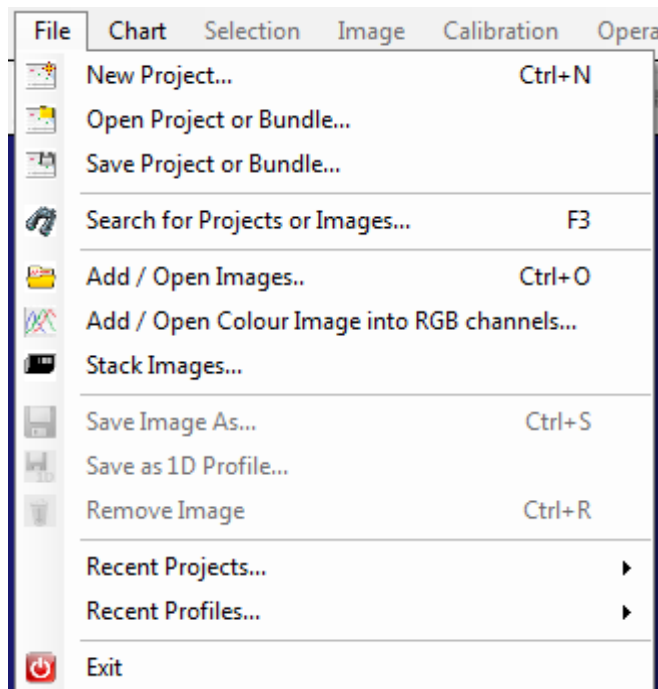 File Chart Selection Image Calibration Opera
New Project... Ctrl+N
Open Project or Bundle...
Save Project or Bundle...
Search for Projects or Images... F3
Add / Open Images.. Ctrl+O
Add / Open Colour Image into RGB channels...
Stack Images...
Save Image As... Ctrl+S
Save as 1D Profile...
Remove Image Ctrl+R
Recent Projects...
Recent Profiles...
Exit